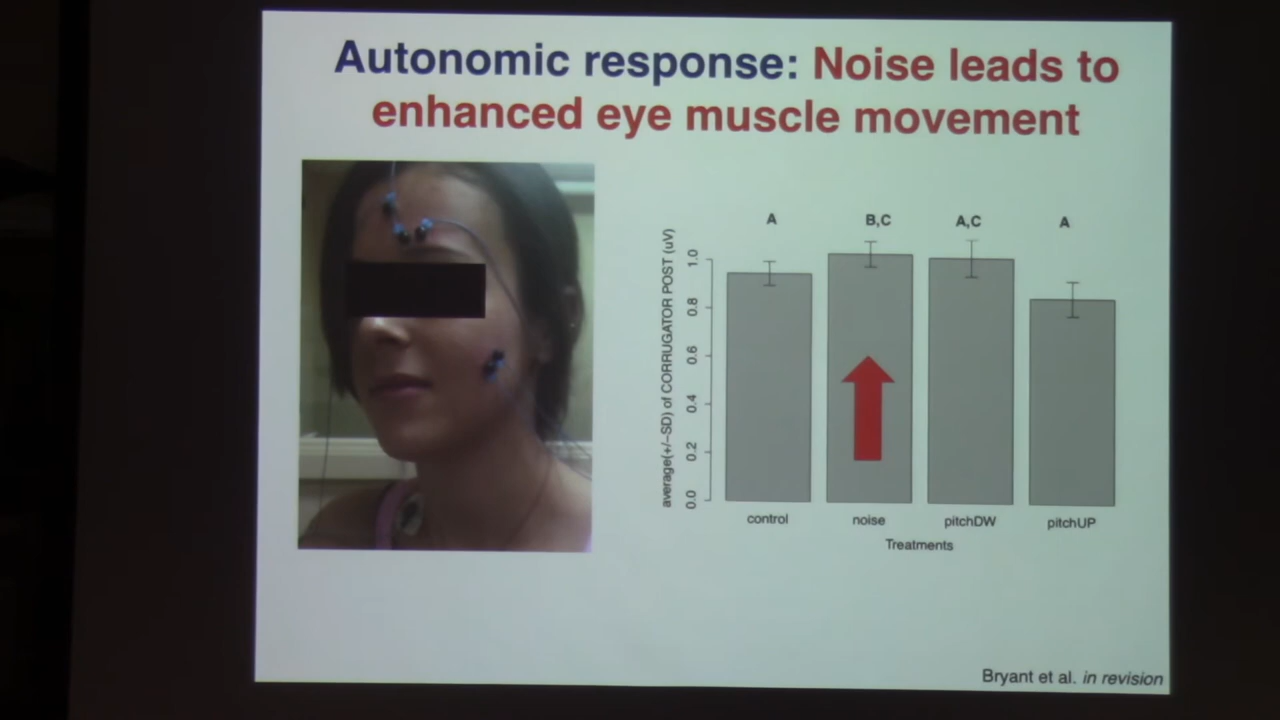 Autonomic response: Noise leads to
enhanced eye muscle movement
A
B,C
A,C
A
average(+/−SD) of CORRUGATOR POST (uV)
1.0
0.8
0.6
0.4
0.2
0.0
control
noise
pitchDW
pitchUP
Treatments
Bryant et al. in revision